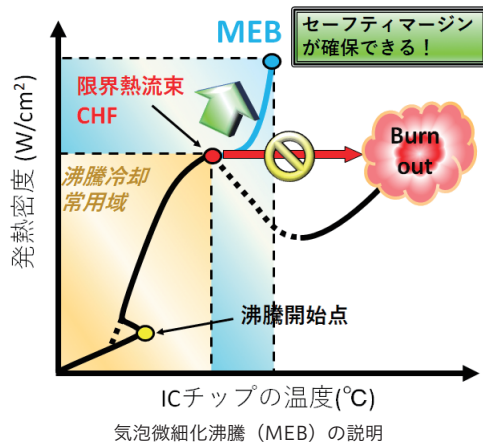 MEB
セーフティマージン
が確保できる！
限界熱流束
CHF
Burn
out
沸騰冷却
常用域
沸騰開始点
発熱密度 (W/cm²)
ICチップの温度(℃)
気泡微細化沸騰（MEB）の説明